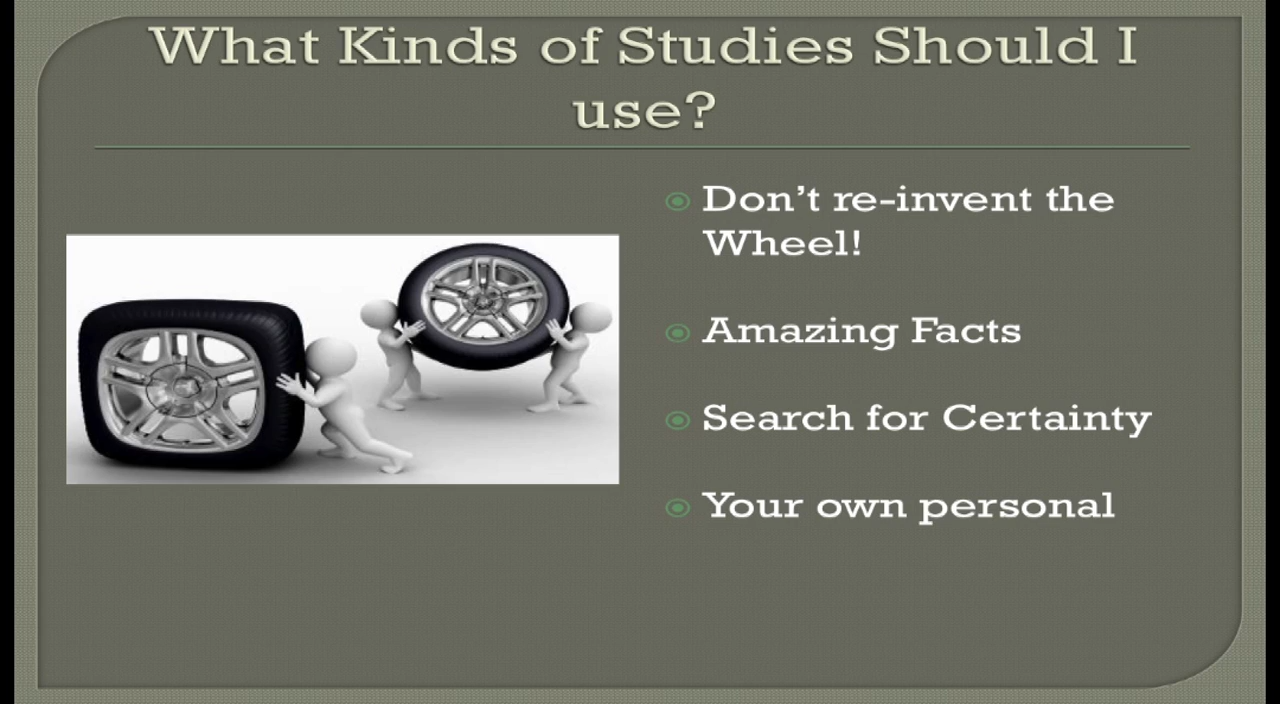 What Kinds of Studies Should I
use?
Don't re-invent the
Wheel!
Amazing Facts
Search for Certainty
Your own personal